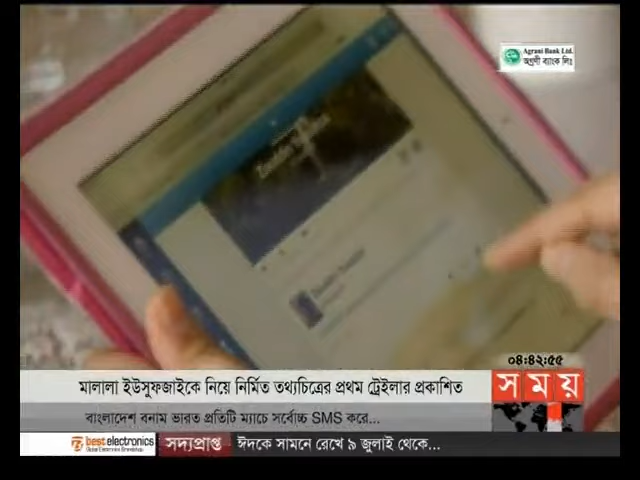 Agrani Bank Ltd.
অগ্রণী ব্যাংক লিঃ
০৪:৪২:৫৫
মালালা ইউসুফজাইকে নিয়ে নির্মিত তথ্যচিত্রের প্রথম ট্রেইলার প্রকাশিত
সময়
বাংলাদেশ বনাম ভারত প্রতিটি ম্যাচে সর্বোচ্চ SMS করে...
best electronics
সদ্যপ্রাপ্ত ঈদকে সামনে রেখে ৯ জুলাই থেকে...